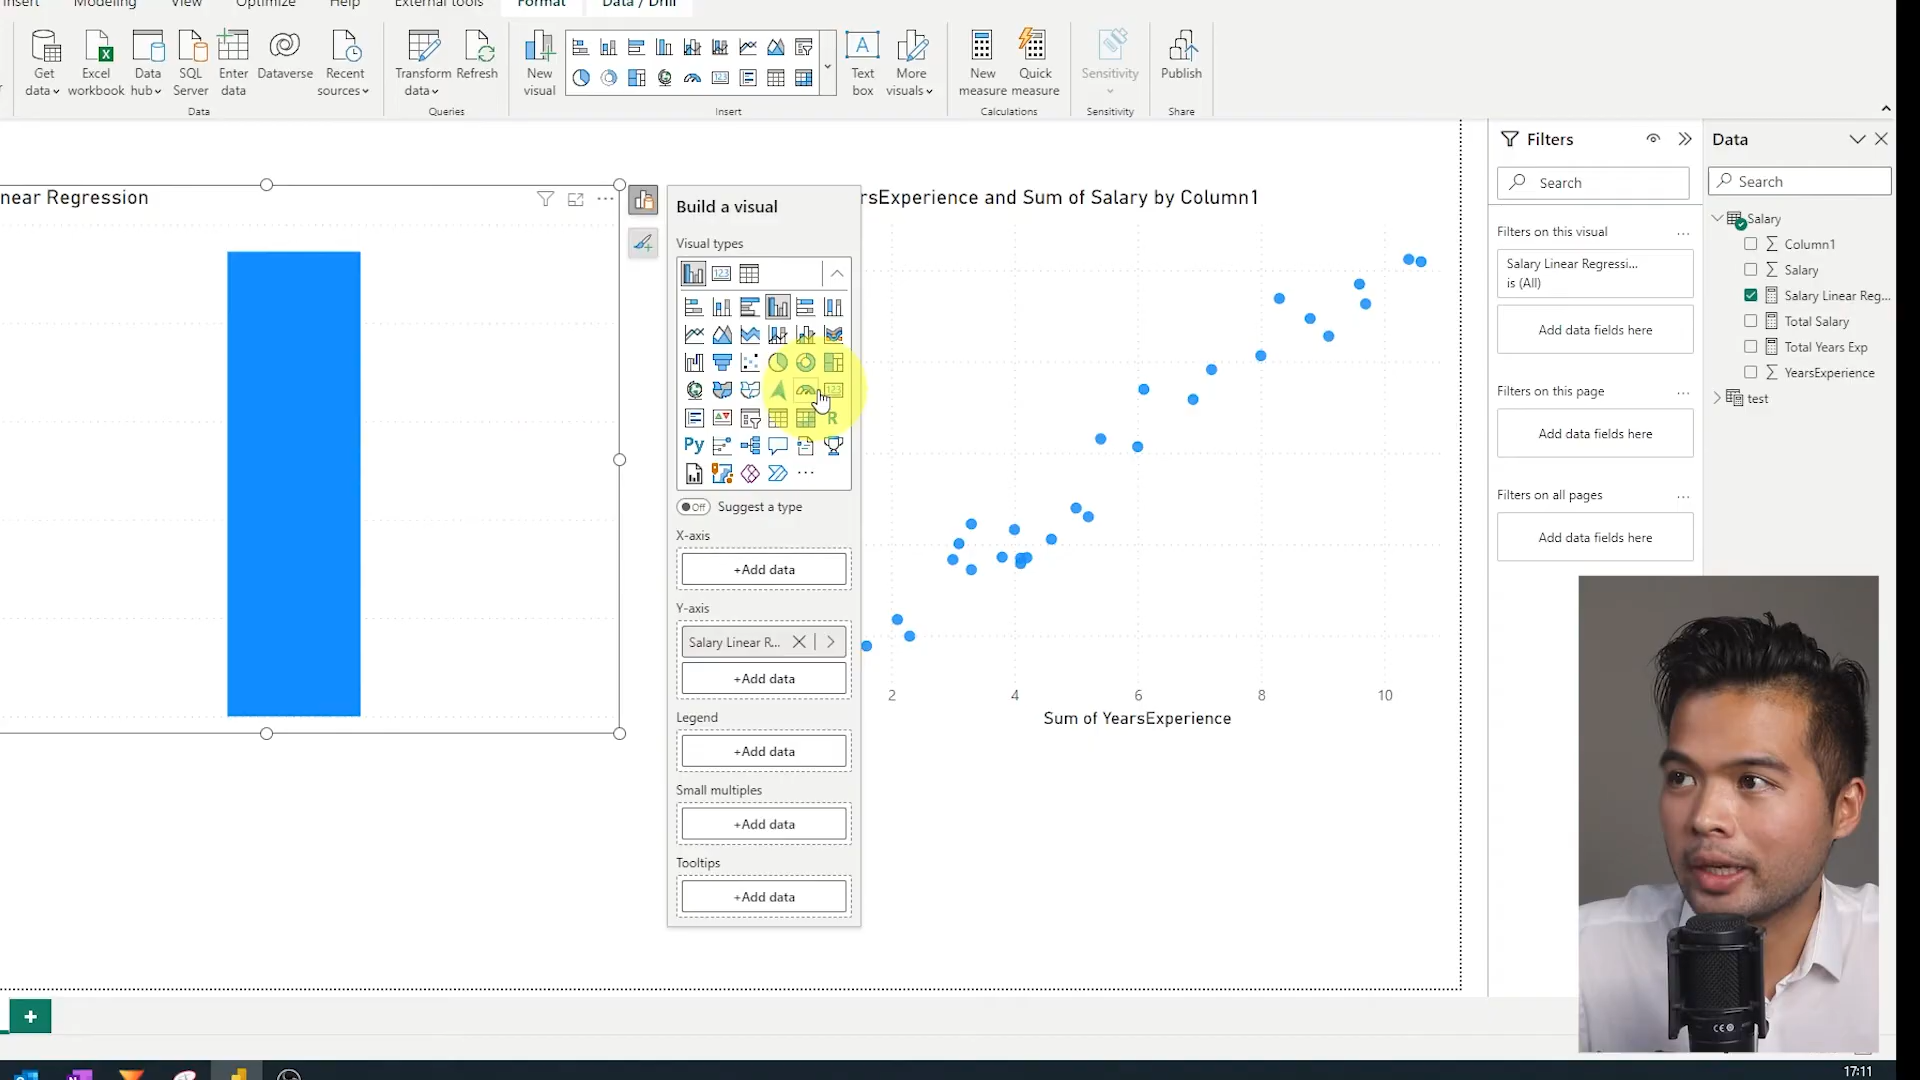 Insert
Modeling
View
Optimize
Help
External tools
Format
Data / Drill
Get data
Excel workbook
Data hub
SQL Server
Enter data
Dataverse
Recent sources
Transform data
Refresh
New visual
Text box
More visuals
New measure
Quick measure
Sensitivity
Publish
Data
Queries
Insert
Calculations
Sensitivity
Share
near Regression
Build a visual
Visual types
123
123
R
Py
Off
Suggest a type
X-axis
+Add data
Y-axis
Salary Linear R...
+Add data
Legend
+Add data
Small multiples
+Add data
Tooltips
+Add data
rsExperience and Sum of Salary by Column1
2
4
6
8
10
Sum of YearsExperience
Filters
Search
Filters on this visual
Salary Linear Regressi...
is (All)
Add data fields here
Filters on this page
Add data fields here
Filters on all pages
Add data fields here
Data
Search
Salary
Column1
Salary
Salary Linear Reg...
Total Salary
Total Years Exp
YearsExperience
test
17:11